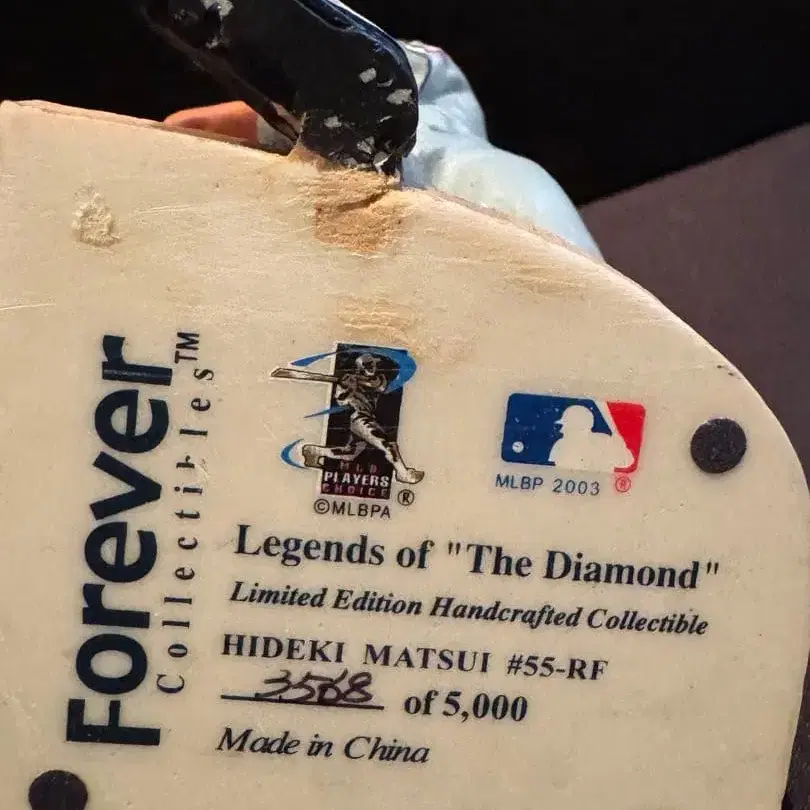 Forever
Collectibles™
MLB
PLAYERS
CHOICE®
©MLBPA
MLBP 2003®
Legends of "The Diamond"
Limited Edition Handcrafted Collectible
HIDEKI MATSUI #55-RF
3568 of 5,000
Made in China